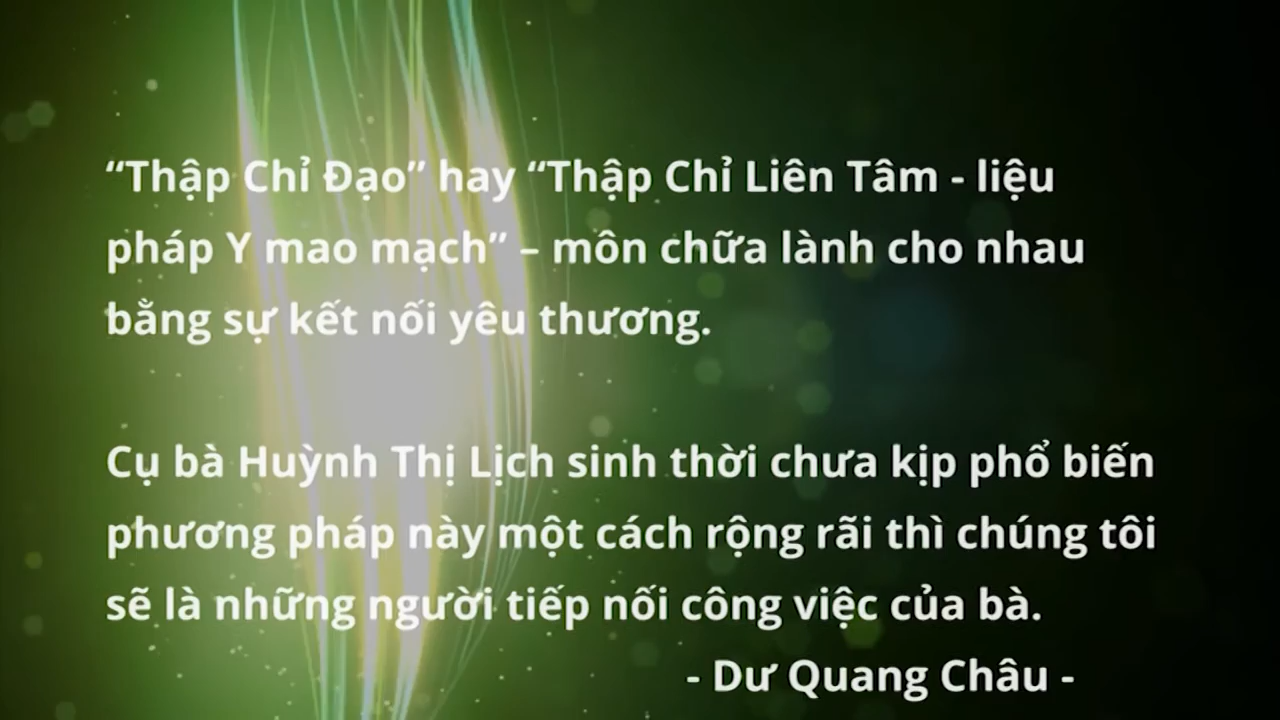 “Thập Chỉ Đạo” hay “Thập Chỉ Liên Tâm - liệu
pháp Y mao mạch” – môn chữa lành cho nhau
bằng sự kết nối yêu thương.
Cụ bà Huỳnh Thị Lịch sinh thời chưa kịp phổ biến
phương pháp này một cách rộng rãi thì chúng tôi
sẽ là những người tiếp nối công việc của bà.
- Dư Quang Châu -